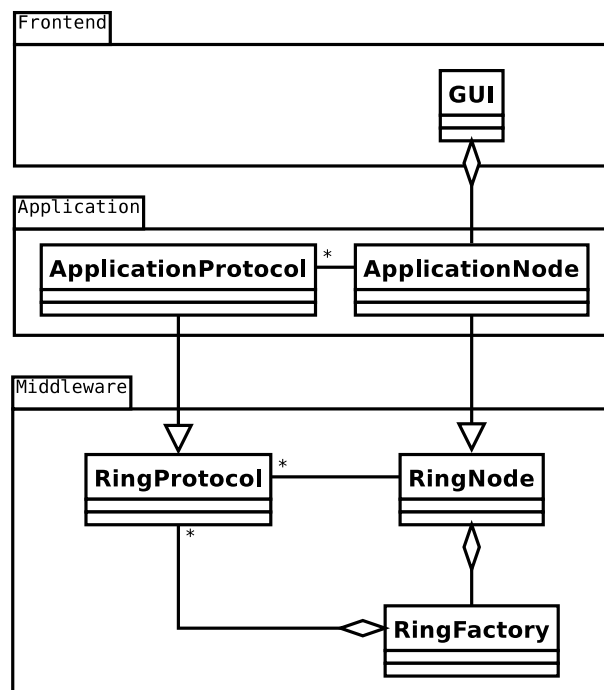 Frontend
GUI
Application
ApplicationProtocol
*
ApplicationNode
Middleware
RingProtocol
*
RingNode
*
RingFactory